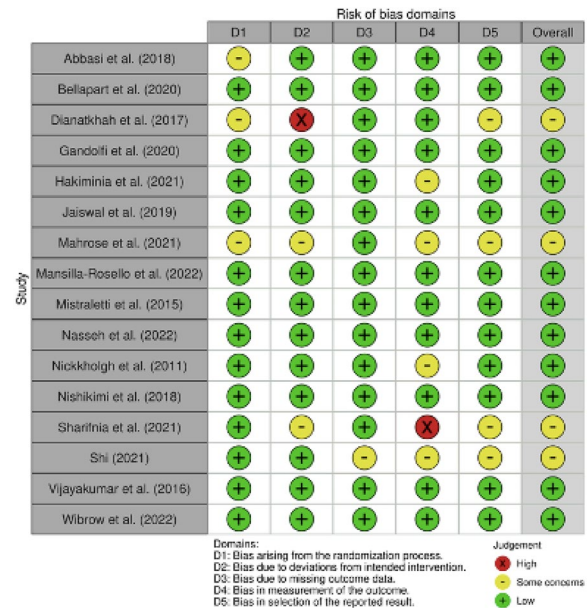 Risk of bias domains
D1 D2 D3 D4 D5 Overall
Study
Abbasi et al. (2018) - + + + + +
Bellapart et al. (2020) + + + + + +
Dianatkhah et al. (2017) - X + + - -
Gandolfi et al. (2020) + + + + + +
Hakiminia et al. (2021) + + + - + +
Jaiswal et al. (2019) + + + + + +
Mahrose et al. (2021) - - + - - -
Mansilla-Rosello et al. (2022) + + + + + +
Mistraletti et al. (2015) + + + + + +
Nasseh et al. (2022) + + + + + +
Nickkholgh et al. (2011) + + + - + +
Nishikimi et al. (2018) + + + + + +
Sharifnia et al. (2021) + - + X - -
Shi (2021) + + - - - -
Vijayakumar et al. (2016) + + + + + +
Wibrow et al. (2022) + + + + + +
Domains:
D1: Bias arising from the randomization process.
D2: Bias due to deviations from intended intervention.
D3: Bias due to missing outcome data.
D4: Bias in measurement of the outcome.
D5: Bias in selection of the reported result.
Judgement
X High
- Some concerns
+ Low